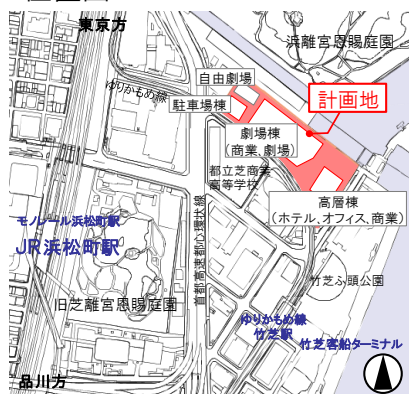 東京方
浜離宮恩賜庭園
自由劇場
ゆりかもめ線
計画地
駐車場棟
劇場棟
(商業、劇場)
都立芝商業
高等学校
高層棟
(ホテル、オフィス、商業)
モノレール浜松町駅
JR浜松町駅
首都高速都心環状線
竹芝ふ頭公園
旧芝離宮恩賜庭園
ゆりかもめ線
竹芝駅
竹芝客船ターミナル
品川方